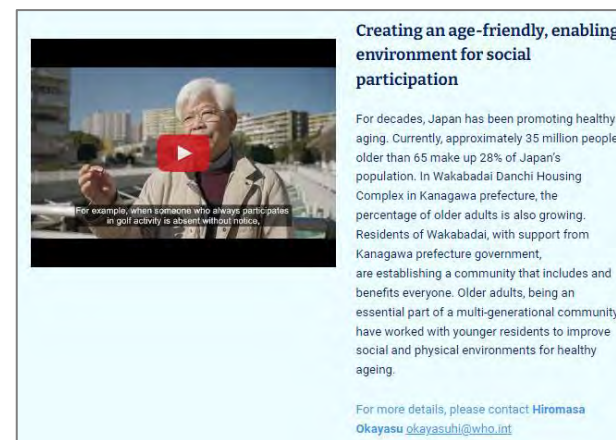 For example, when someone who always participates
in golf activity is absent without notice,
Creating an age-friendly, enabling
environment for social
participation
For decades, Japan has been promoting healthy
aging. Currently, approximately 35 million people
older than 65 make up 28% of Japan's
population. In Wakabadai Danchi Housing
Complex in Kanagawa prefecture, the
percentage of older adults is also growing.
Residents of Wakabadai, with support from
Kanagawa prefecture government,
are establishing a community that includes and
benefits everyone. Older adults, being an
essential part of a multi-generational community
have worked with younger residents to improve
social and physical environments for healthy
ageing.
For more details, please contact Hiromasa
Okayasu okayasuhi@who.int